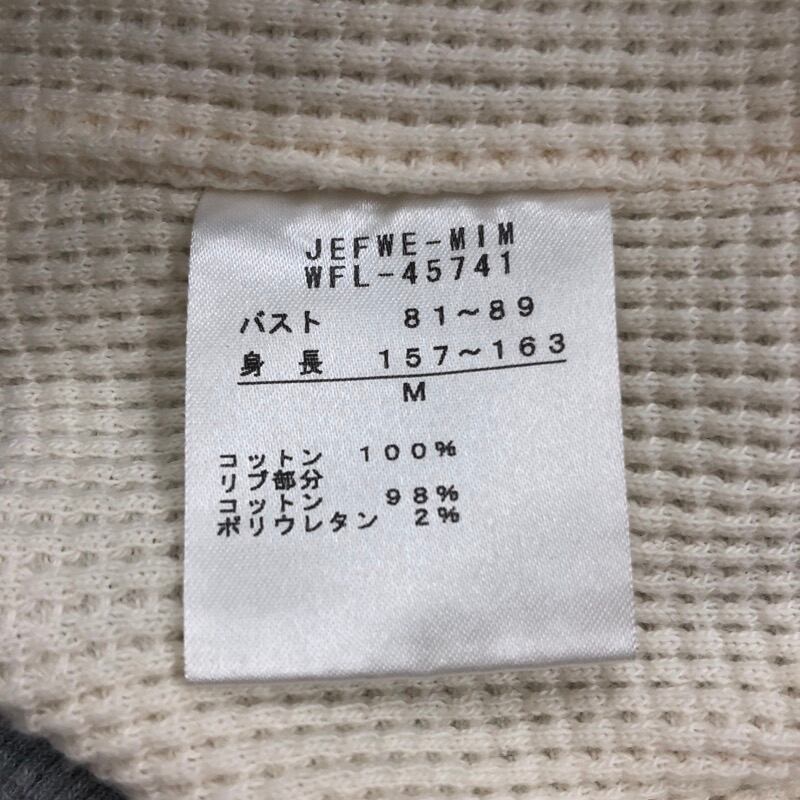 JEFWE-MIM
WFL-45741
バスト 81～89
身長 157～163
M
コットン 100%
リブ部分
コットン 98%
ポリウレタン 2%